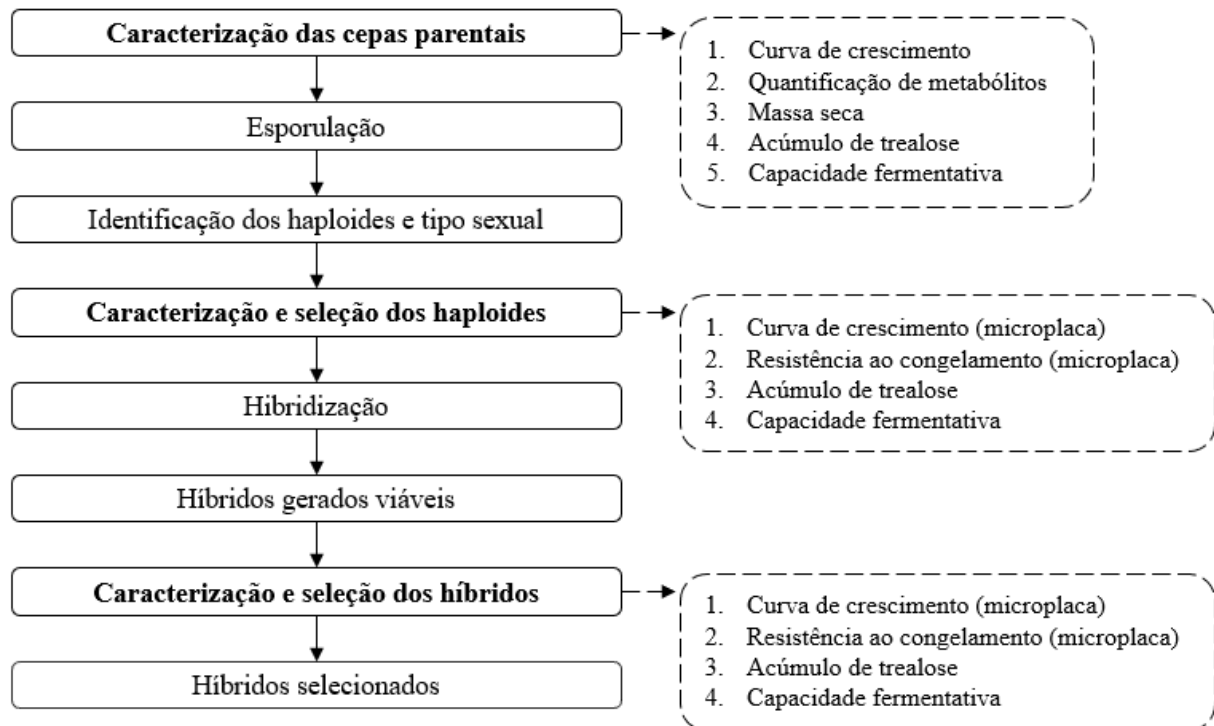 Caracterização das cepas parentais
1. Curva de crescimento
2. Quantificação de metabólitos
3. Massa seca
4. Acúmulo de trealose
5. Capacidade fermentativa
Esporulação
Identificação dos haploides e tipo sexual
Caracterização e seleção dos haploides
1. Curva de crescimento (microplaca)
2. Resistência ao congelamento (microplaca)
3. Acúmulo de trealose
4. Capacidade fermentativa
Hibridização
Híbridos gerados viáveis
Caracterização e seleção dos híbridos
1. Curva de crescimento (microplaca)
2. Resistência ao congelamento (microplaca)
3. Acúmulo de trealose
4. Capacidade fermentativa
Híbridos selecionados